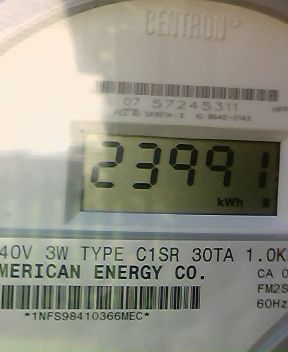 CENTRON®
07 57245311
23991
kWh
40V 3W TYPE C1SR 30TA 1.0K
MERICAN ENERGY CO.
CA 0
FM2S
60Hz
*1NFS98410366MEC*